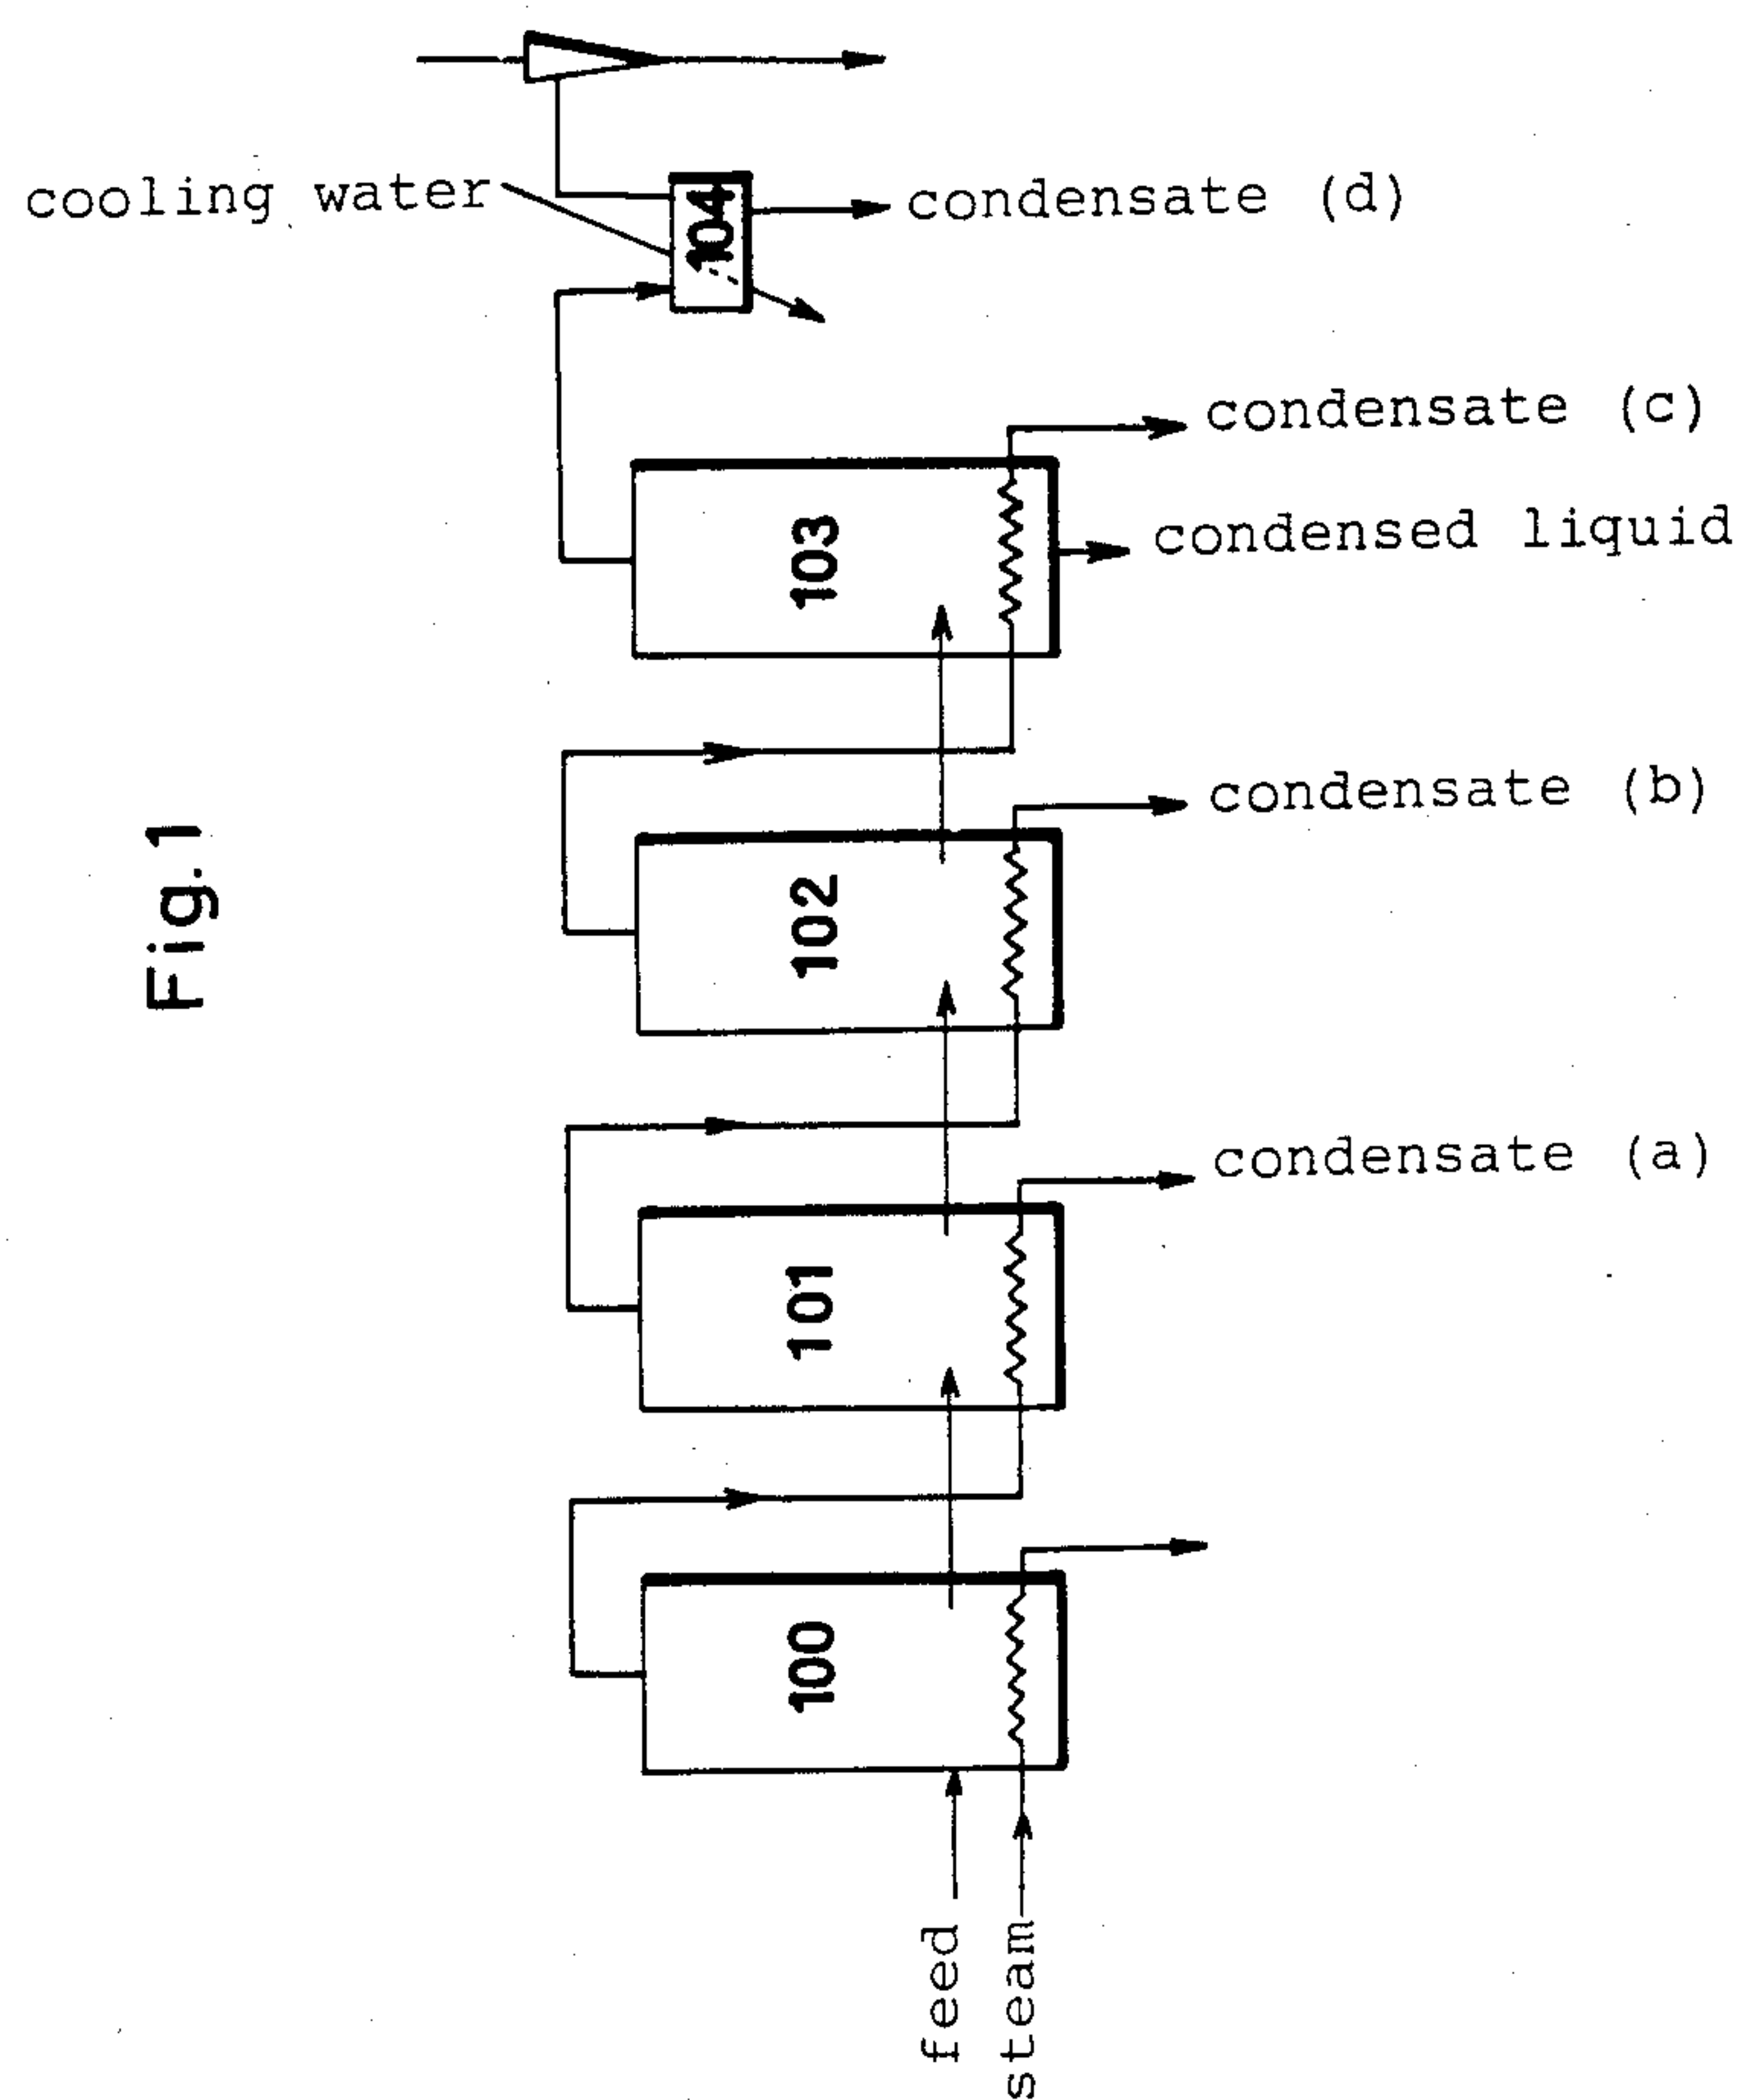 Fig.1
cooling water
104
condensate (d)
condensate (c)
103
condensed liquid
condensate (b)
102
condensate (a)
101
100
feed
steam